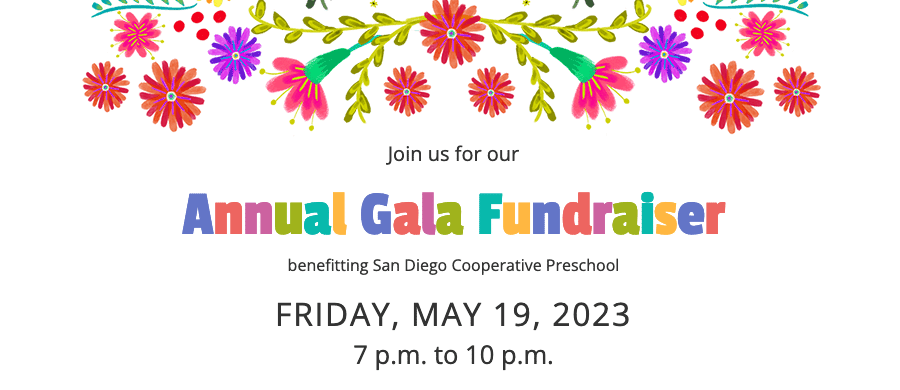 Join us for our
Annual Gala Fundraiser
benefitting San Diego Cooperative Preschool
FRIDAY, MAY 19, 2023
7 p.m. to 10 p.m.